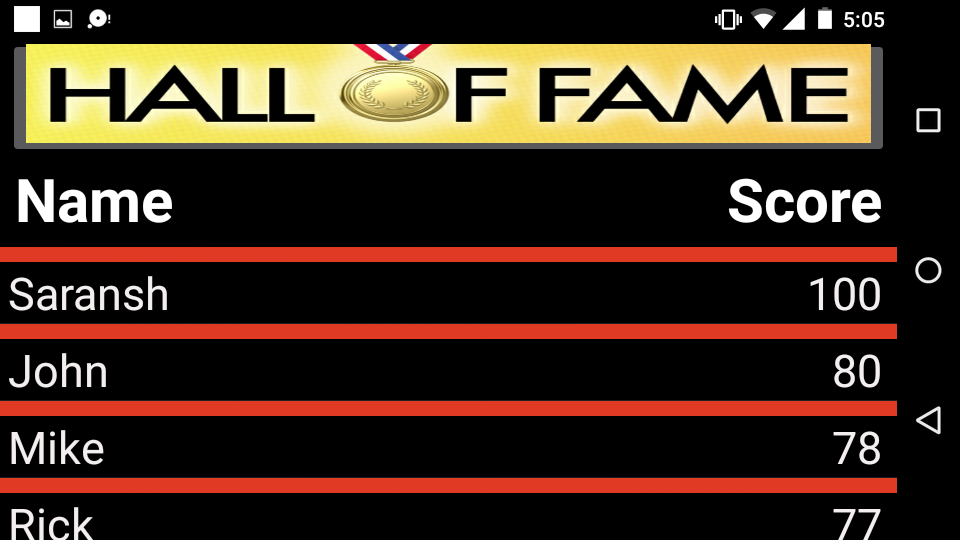 5:05
HALL OF FAME
Name Score
Saransh 100
John 80
Mike 78
Rick 77